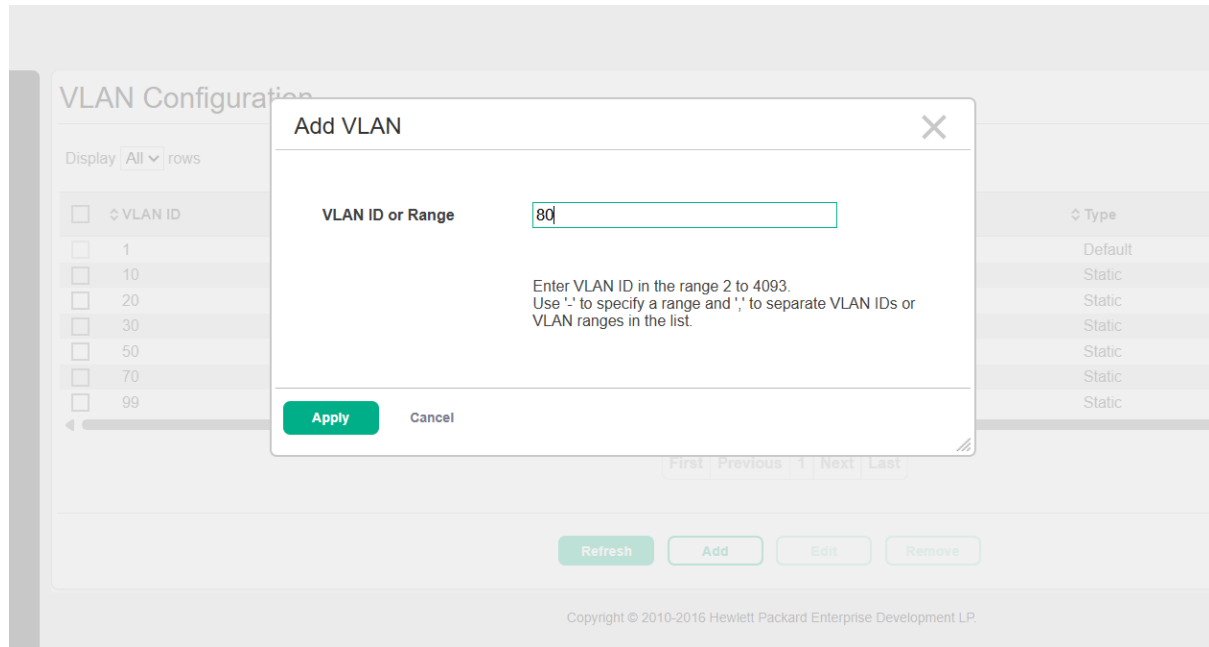 VLAN Configuration
Add VLAN
Display All rows
VLAN ID or Range
80
VLAN ID
Type
1
Default
10
Static
20
Static
30
Static
50
Static
70
Static
99
Static
Enter VLAN ID in the range 2 to 4093.
Use '-' to specify a range and ',' to separate VLAN IDs or
VLAN ranges in the list.
Apply
Cancel
First Previous 1 Next Last
Refresh
Add
Edit
Remove
Copyright © 2010-2016 Hewlett Packard Enterprise Development LP.